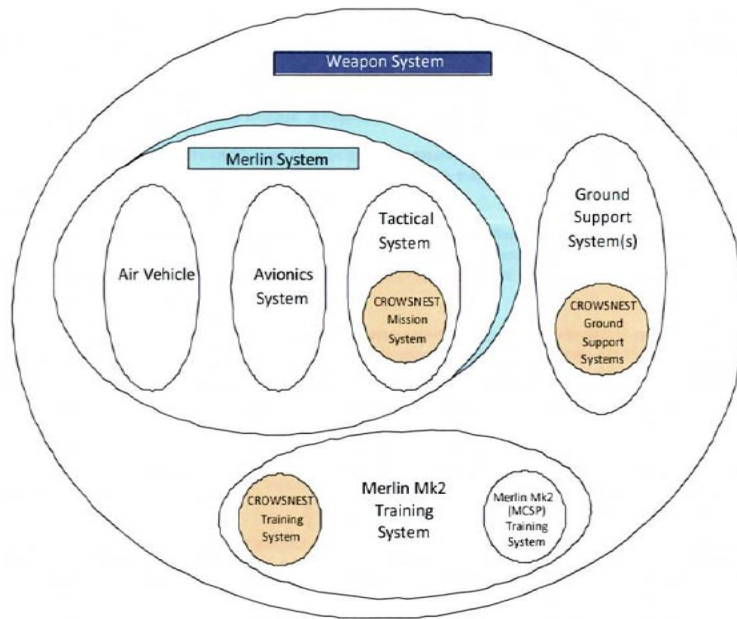 Weapon System
Merlin System
Air Vehicle
Avionics
System
Tactical
System
CROWSNEST
Mission
System
Ground
Support
System(s)
CROWSNEST
Ground
Support
Systems
CROWSNEST
Training
System
Merlin Mk2
Training
System
Merlin Mk2
(MCSP)
Training
System